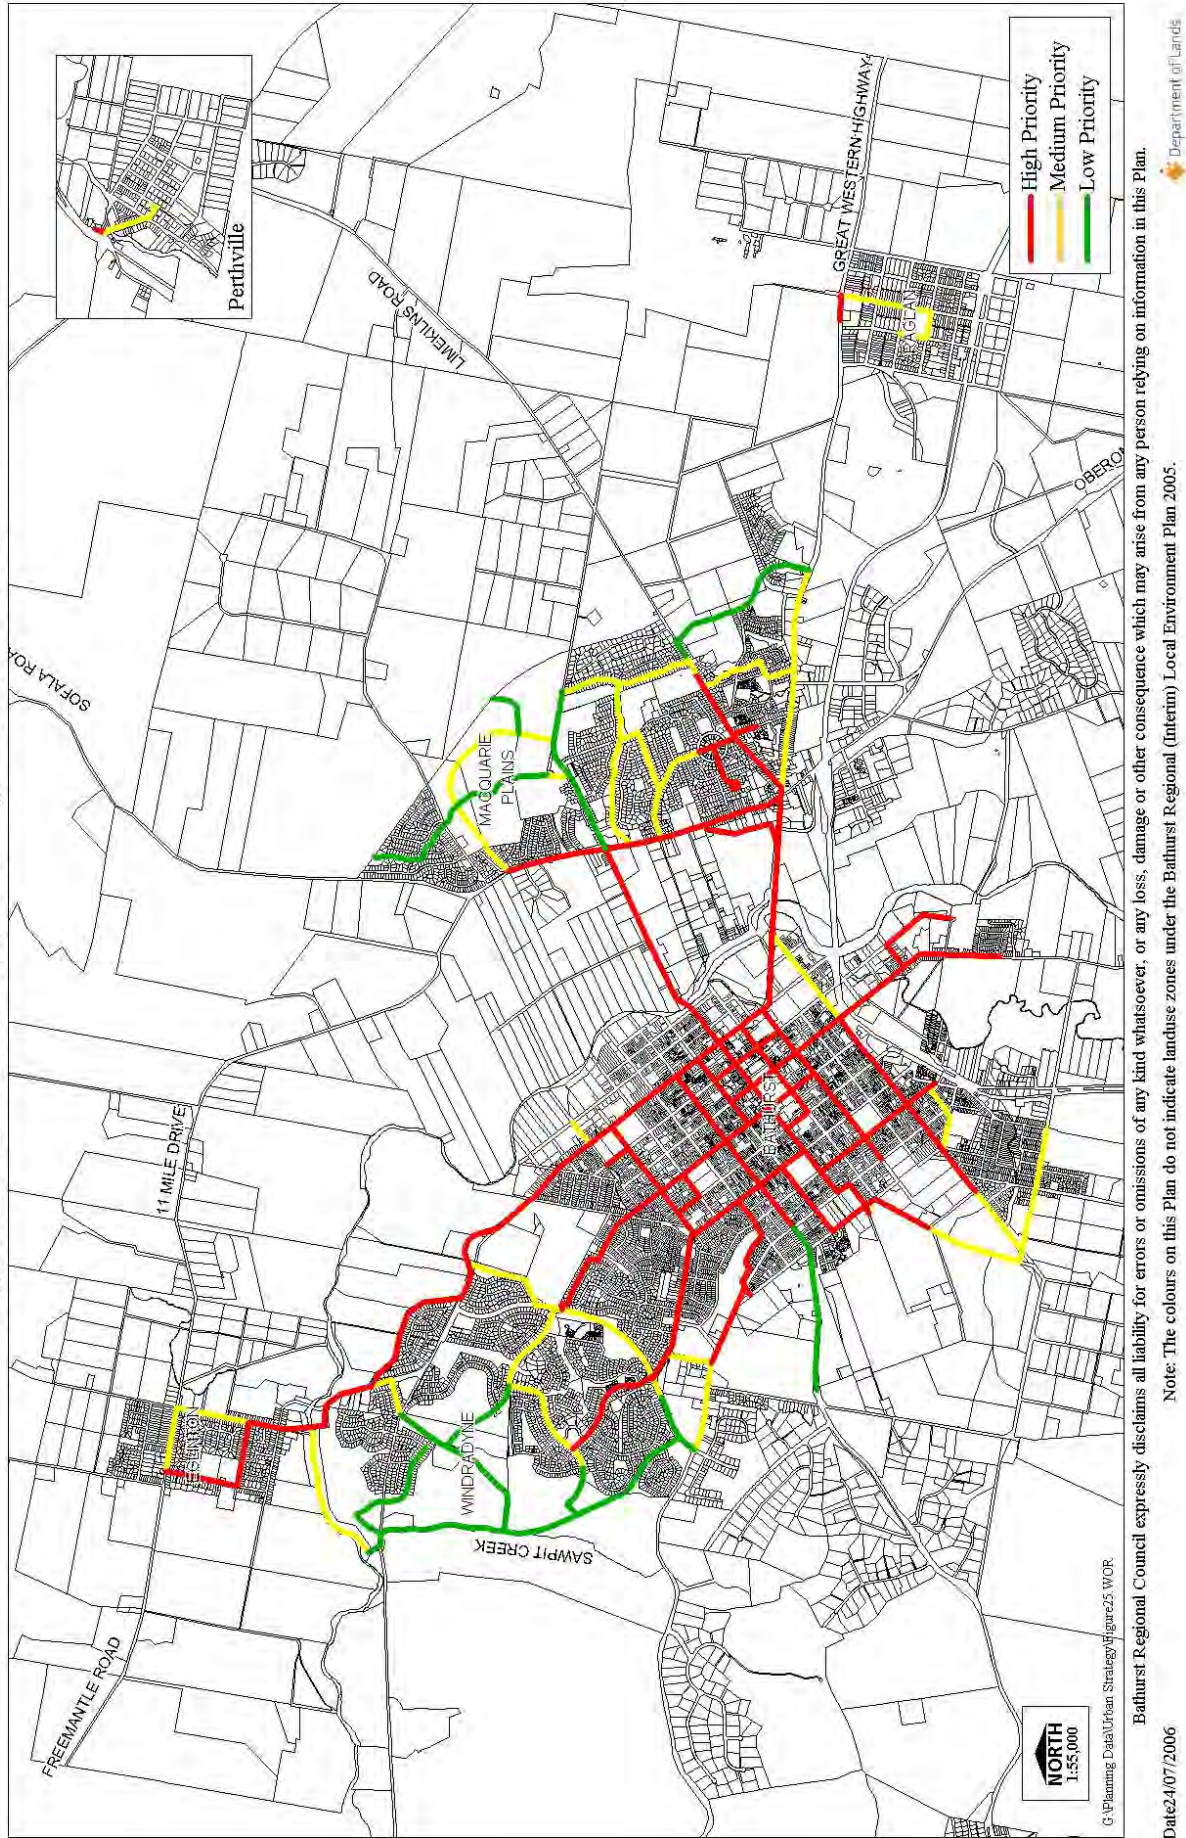 Perthville
LIMEKILNS ROAD
GREAT WESTERN HIGHWAY
High Priority
Medium Priority
Low Priority
RAGLAN
OBERON
SOFALA ROA
MACQUARIE
PLAINS
11 MILE DRIVE
BATHURST
EGLINTON
WINDRADYNE
SAWPIT CREEK
FREEMANTLE ROAD
NORTH
1:55,000
G:\Planning Data\Urban Strategy\Figure25.WOR
Bathurst Regional Council expressly disclaims all liability for errors or omissions of any kind whatsoever, or any loss, damage or other consequence which may arise from any person relying on information in this Plan.
Date24/07/2006
Note: The colours on this Plan do not indicate landuse zones under the Bathurst Regional (Interim) Local Environment Plan 2005.
Department of Lands